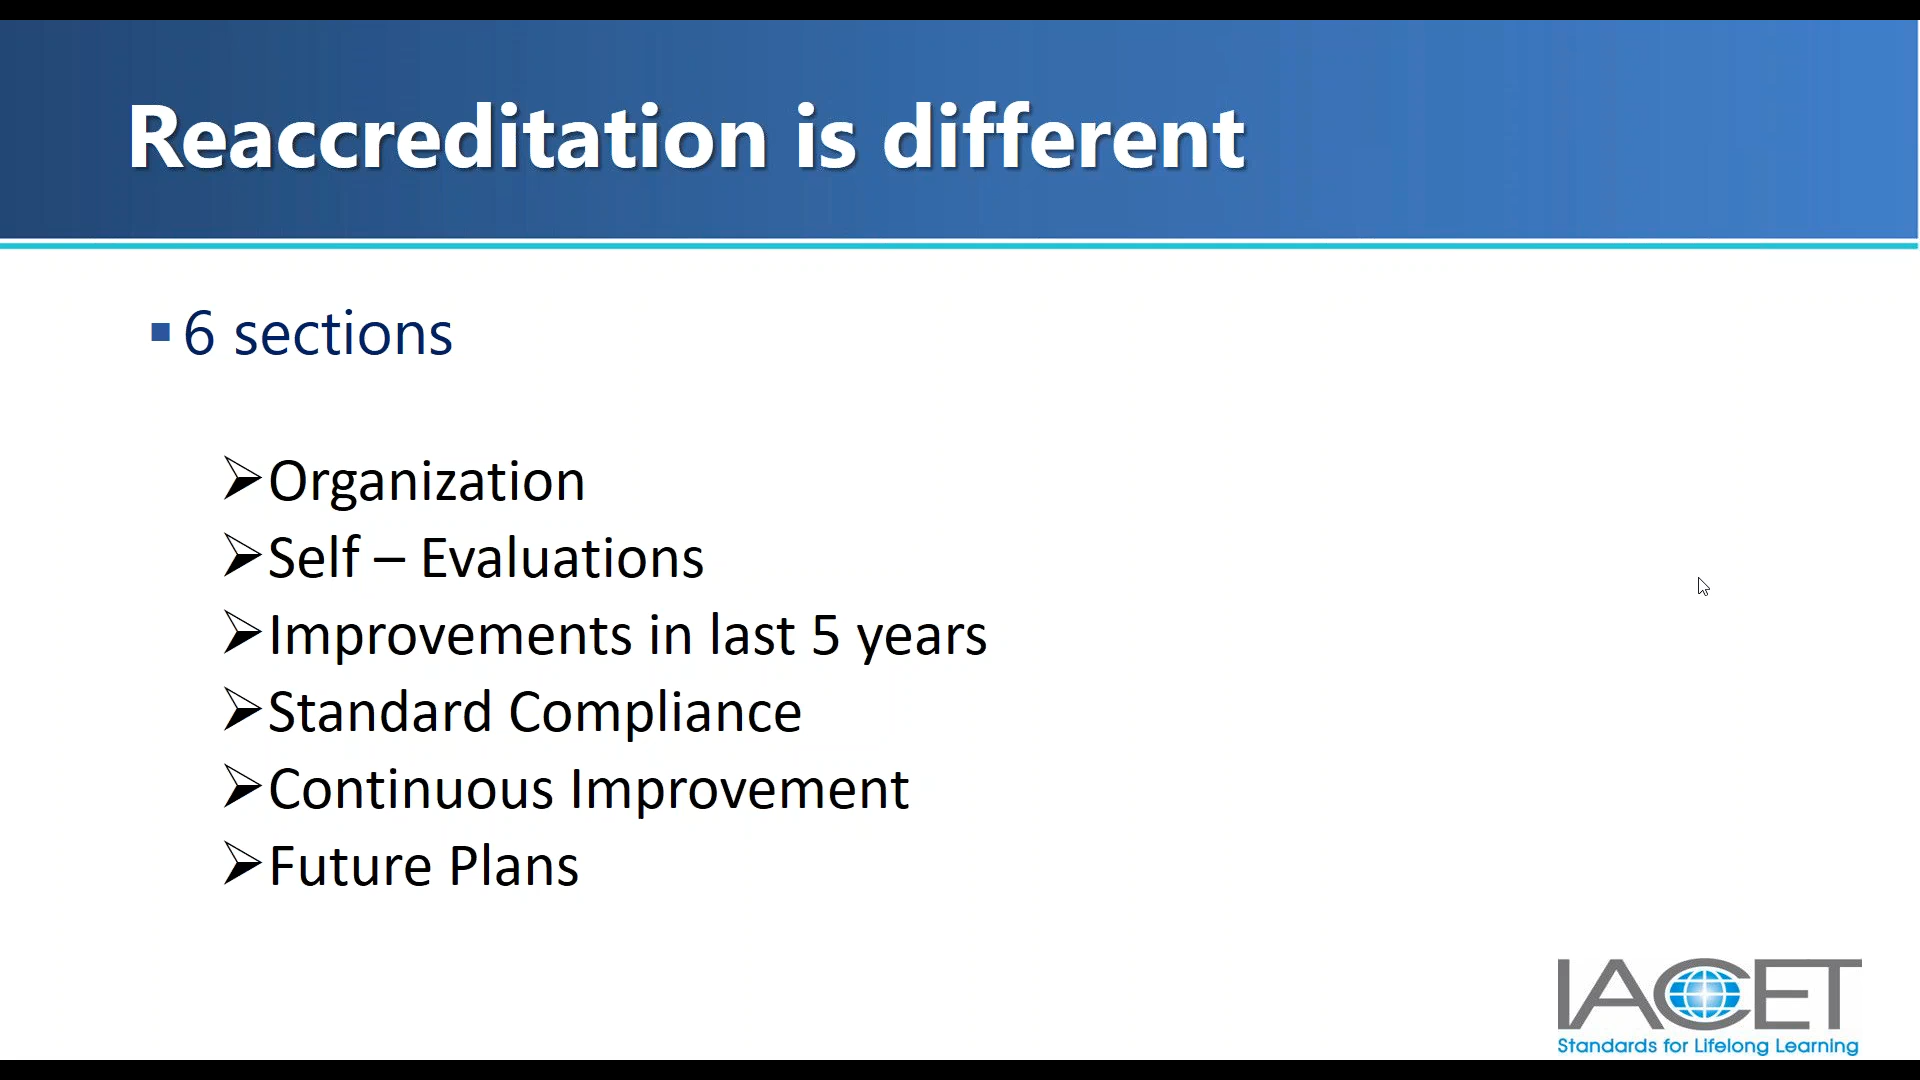 Reaccreditation is different
6 sections
Organization
Self – Evaluations
Improvements in last 5 years
Standard Compliance
Continuous Improvement
Future Plans
IACET
Standards for Lifelong Learning